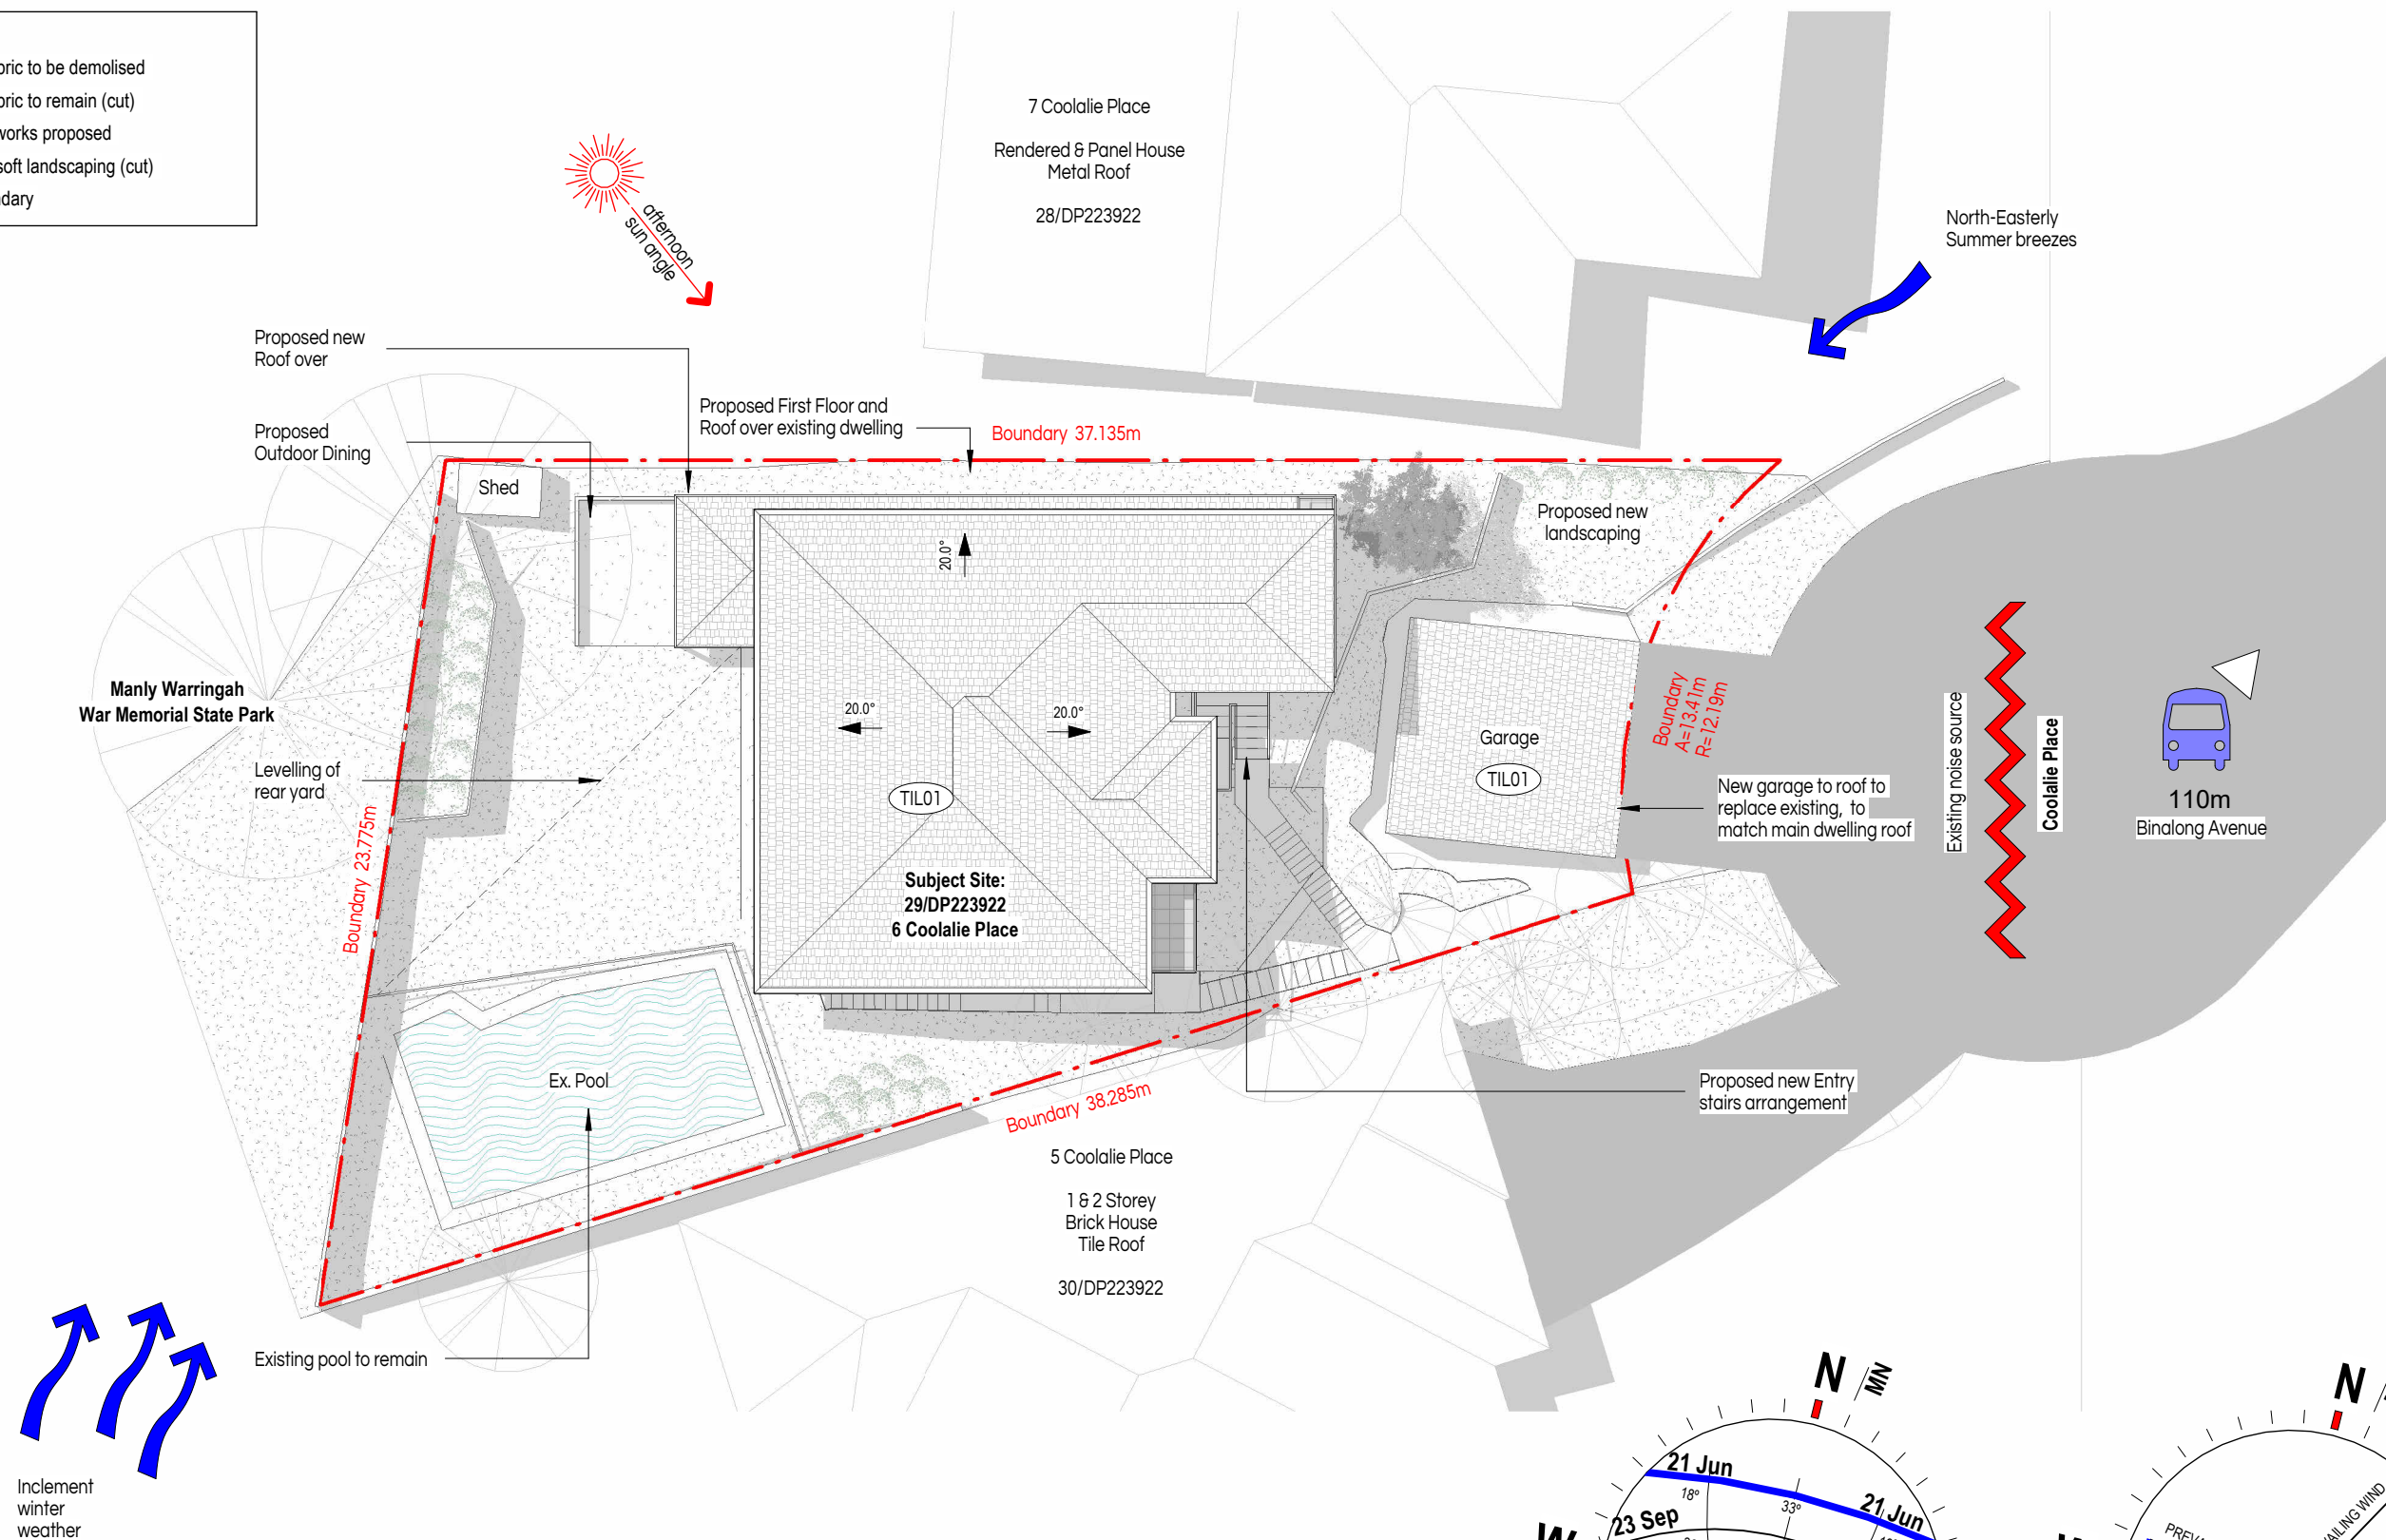 to be demolised
to remain (cut)
works proposed
soft landscaping (cut)
7 Coolalie Place
Rendered & Panel House
Metal Roof
28/DP223922
afternoon
sun angle
North-Easterly
Summer breezes
Proposed new
Roof over
Proposed First Floor and
Roof over existing dwelling
Boundary 37.135m
Proposed
Outdoor Dining
Shed
Proposed new
landscaping
20.0°
Manly Warringah
War Memorial State Park
20.0°
20.0°
Boundary
A=13.41m
R=12.19m
Garage
TIL01
Existing noise source
Coolalie Place
Levelling of
rear yard
TIL01
New garage to roof to
replace existing, to
match main dwelling roof
110m
Binalong Avenue
Boundary 23.775m
Subject Site:
29/DP223922
6 Coolalie Place
Ex. Pool
Proposed new Entry
stairs arrangement
Boundary 38.285m
5 Coolalie Place
1 & 2 Storey
Brick House
Tile Roof
30/DP223922
Existing pool to remain
Inclement
winter
weather
N
MN
21 Jun
18°
33°
21 Jun
23 Sep
W
N